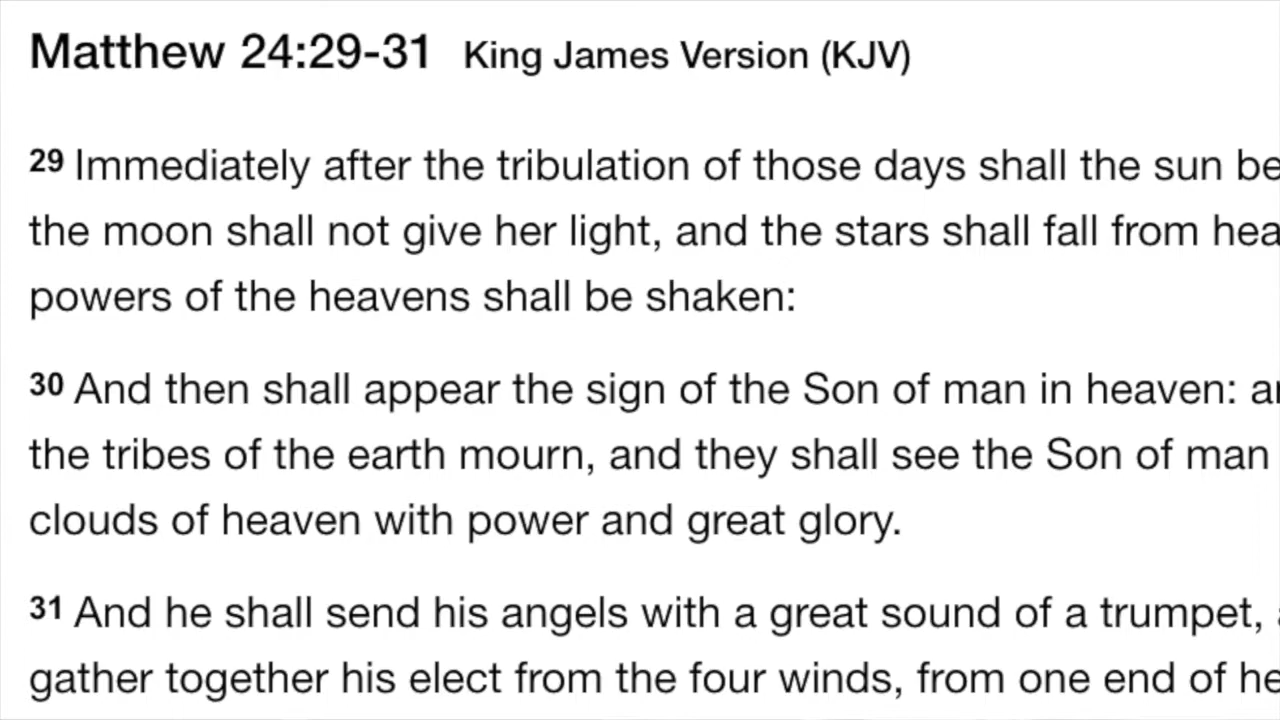 Matthew 24:29-31 King James Version (KJV)
29 Immediately after the tribulation of those days shall the sun be
the moon shall not give her light, and the stars shall fall from hea
powers of the heavens shall be shaken:
30 And then shall appear the sign of the Son of man in heaven:
the tribes of the earth mourn, and they shall see the Son of man
clouds of heaven with power and great glory.
31 And he shall send his angels with a great sound of a trumpet,
gather together his elect from the four winds, from one end of he